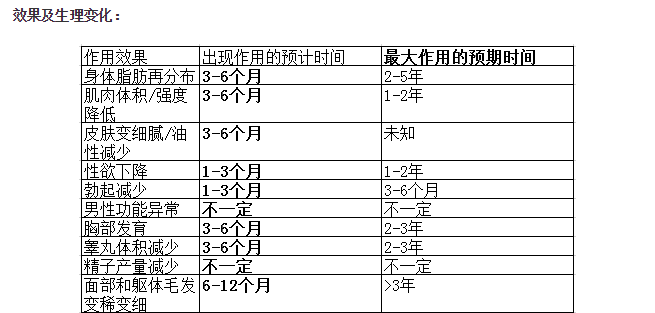 效果及生理变化：
作用效果 出现作用的预计时间 最大作用的预期时间
身体脂肪再分布 3-6个月 2-5年
肌肉体积/强度 3-6个月 1-2年
降低
皮肤变细腻/油 3-6个月 未知
性减少
性欲下降 1-3个月 1-2年
勃起减少 1-3个月 3-6个月
男性功能异常 不一定 不一定
胸部发育 3-6个月 2-3年
睾丸体积减少 3-6个月 2-3年
精子产量减少 不一定 不一定
面部和躯体毛发 6-12个月 >3年
变稀变细